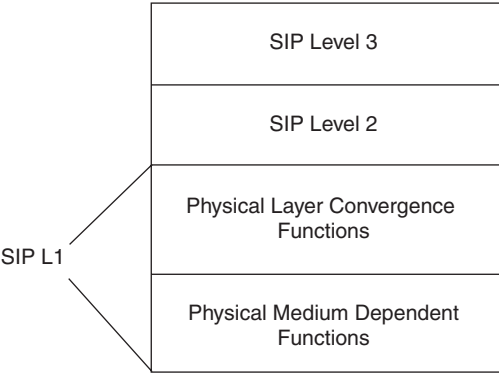 SIP Level 3
SIP Level 2
Physical Layer Convergence
Functions
SIP L1
Physical Medium Dependent
Functions